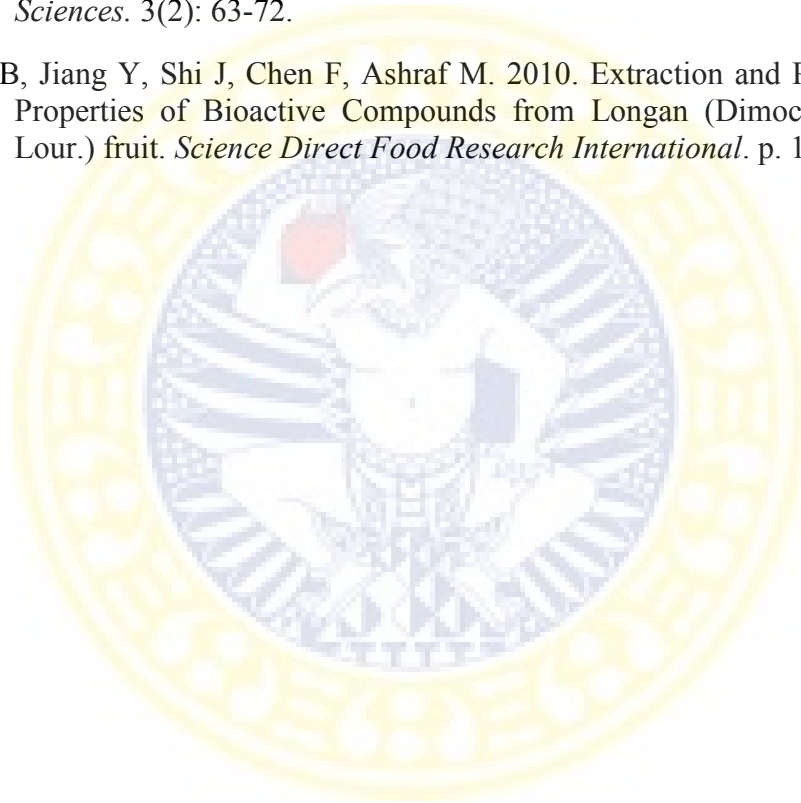 Sciences. 3(2): 63-72.
B, Jiang Y, Shi J, Chen F, Ashraf M. 2010. Extraction and
Properties of Bioactive Compounds from Longan (Dimoc
Lour.) fruit. Science Direct Food Research International. p. 1